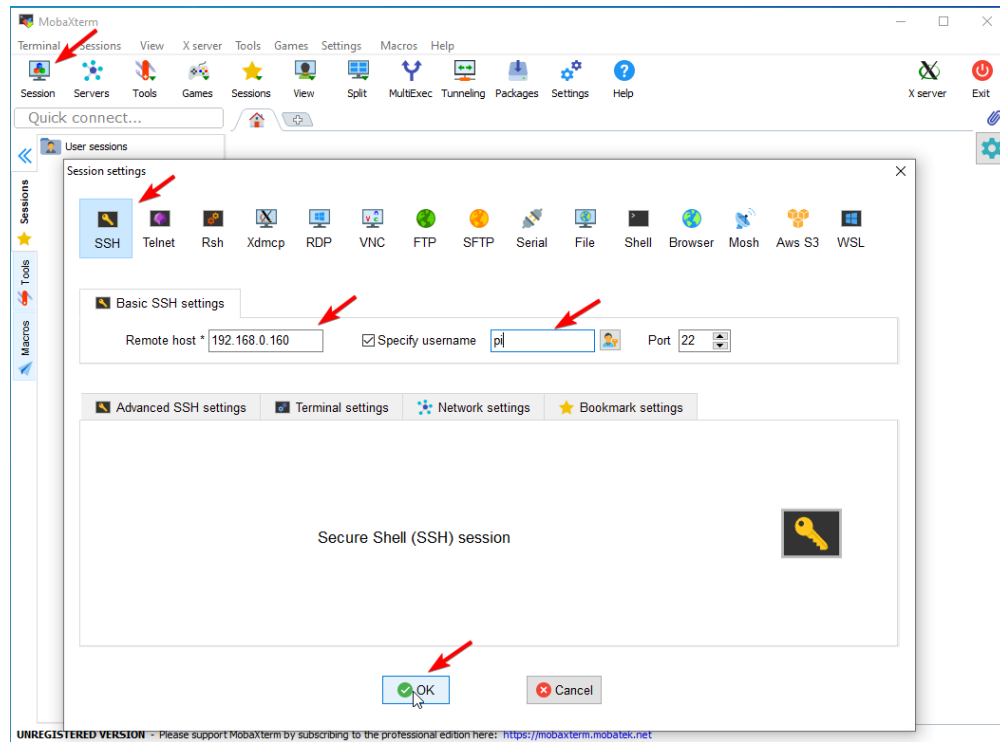 MobaXterm
Terminal Sessions View X server Tools Games Settings Macros Help
Session Servers Tools Games Sessions View Split MultiExec Tunneling Packages Settings Help X server Exit
Quick connect...
User sessions
Sessions
Tools
Macros
Session settings
SSH Telnet Rsh Xdmcp RDP VNC FTP SFTP Serial File Shell Browser Mosh Aws S3 WSL
Basic SSH settings
Remote host * 192.168.0.160 Specify username pi Port 22
Advanced SSH settings Terminal settings Network settings Bookmark settings
Secure Shell (SSH) session
OK Cancel
UNREGISTERED VERSION - Please support MobaXterm by subscribing to the professional edition here: https://mobaxterm.mobatek.net